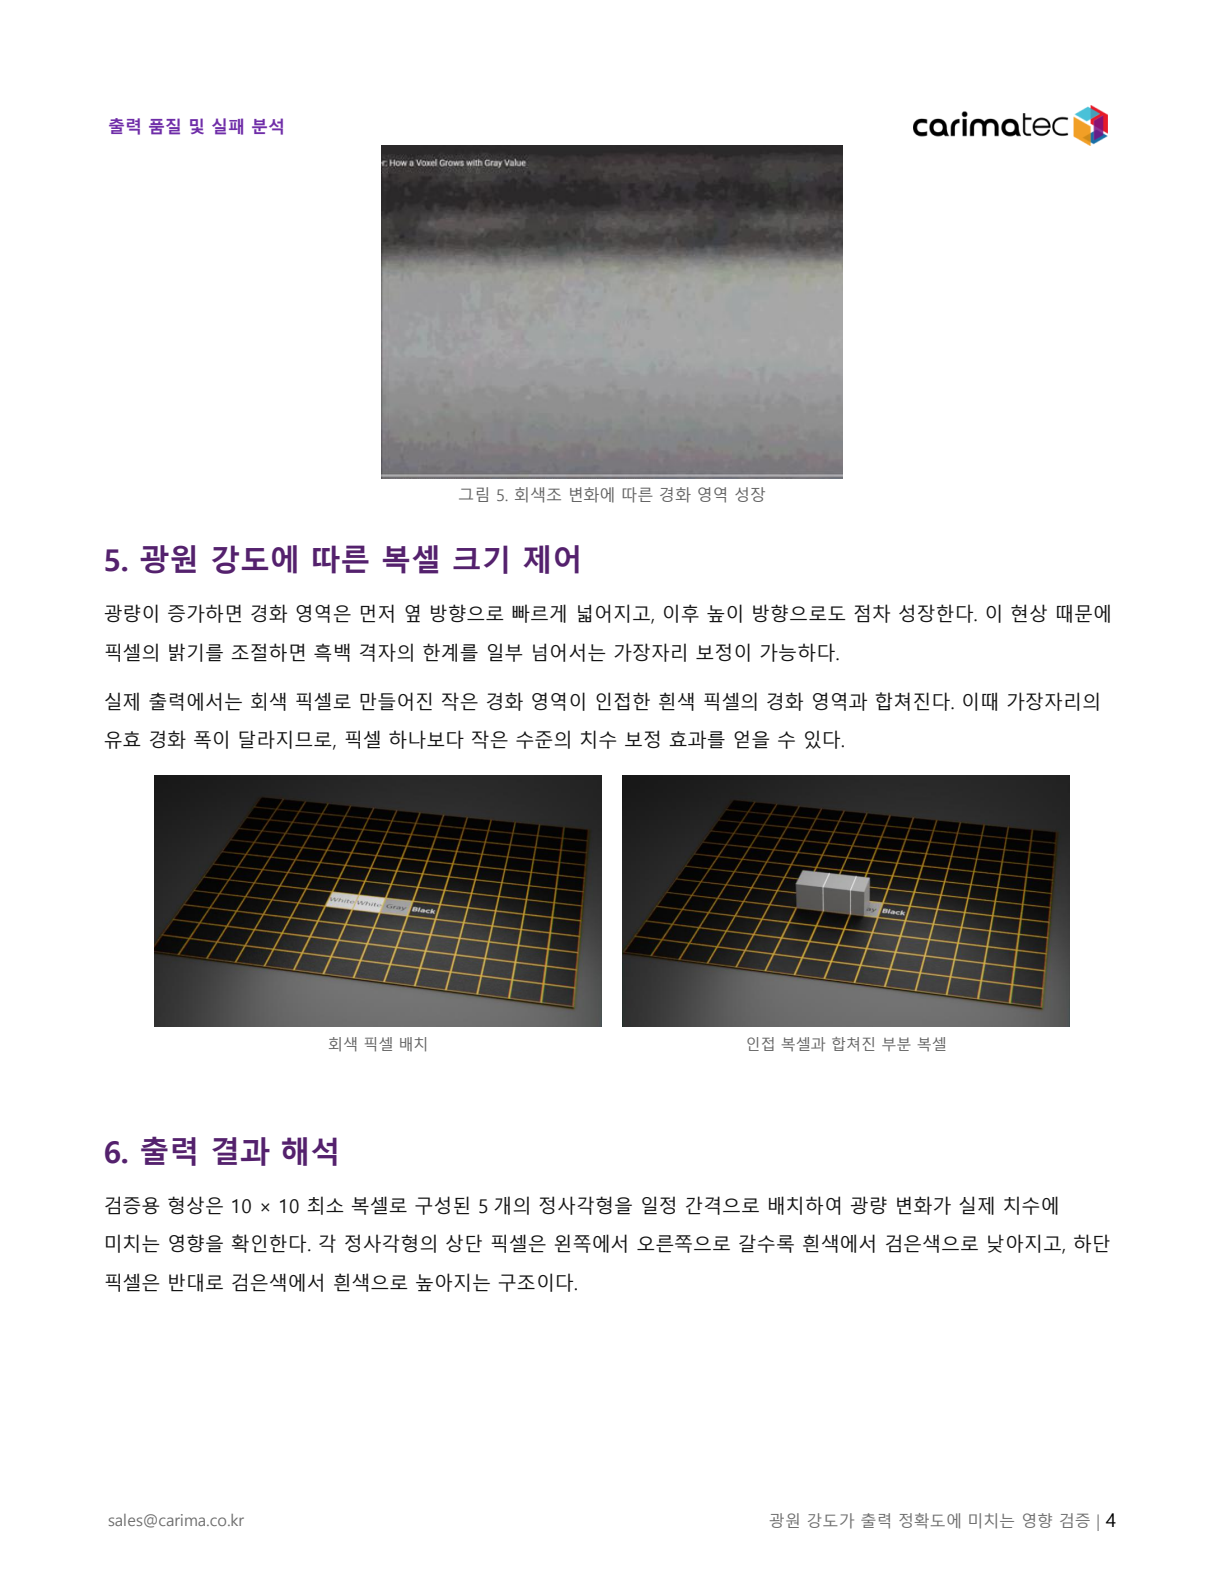 출력 품질 및 실패 분석
carimatec
r: How a Voxel Grows with Gray Value
그림 5. 회색조 변화에 따른 경화 영역 성장
5. 광원 강도에 따른 복셀 크기 제어
광량이 증가하면 경화 영역은 먼저 옆 방향으로 빠르게 넓어지고, 이후 높이 방향으로도 점차 성장한다. 이 현상 때문에
픽셀의 밝기를 조절하면 흑백 격자의 한계를 일부 넘어서는 가장자리 보정이 가능하다.
실제 출력에서는 회색 픽셀로 만들어진 작은 경화 영역이 인접한 흰색 픽셀의 경화 영역과 합쳐진다. 이때 가장자리의
유효 경화 폭이 달라지므로, 픽셀 하나보다 작은 수준의 치수 보정 효과를 얻을 수 있다.
White White Gray Black
ay Black
회색 픽셀 배치
인접 복셀과 합쳐진 부분 복셀
6. 출력 결과 해석
검증용 형상은 10 × 10 최소 복셀로 구성된 5 개의 정사각형을 일정 간격으로 배치하여 광량 변화가 실제 치수에
미치는 영향을 확인한다. 각 정사각형의 상단 픽셀은 왼쪽에서 오른쪽으로 갈수록 흰색에서 검은색으로 낮아지고, 하단
픽셀은 반대로 검은색에서 흰색으로 높아지는 구조이다.
sales@carima.co.kr
광원 강도가 출력 정확도에 미치는 영향 검증 | 4